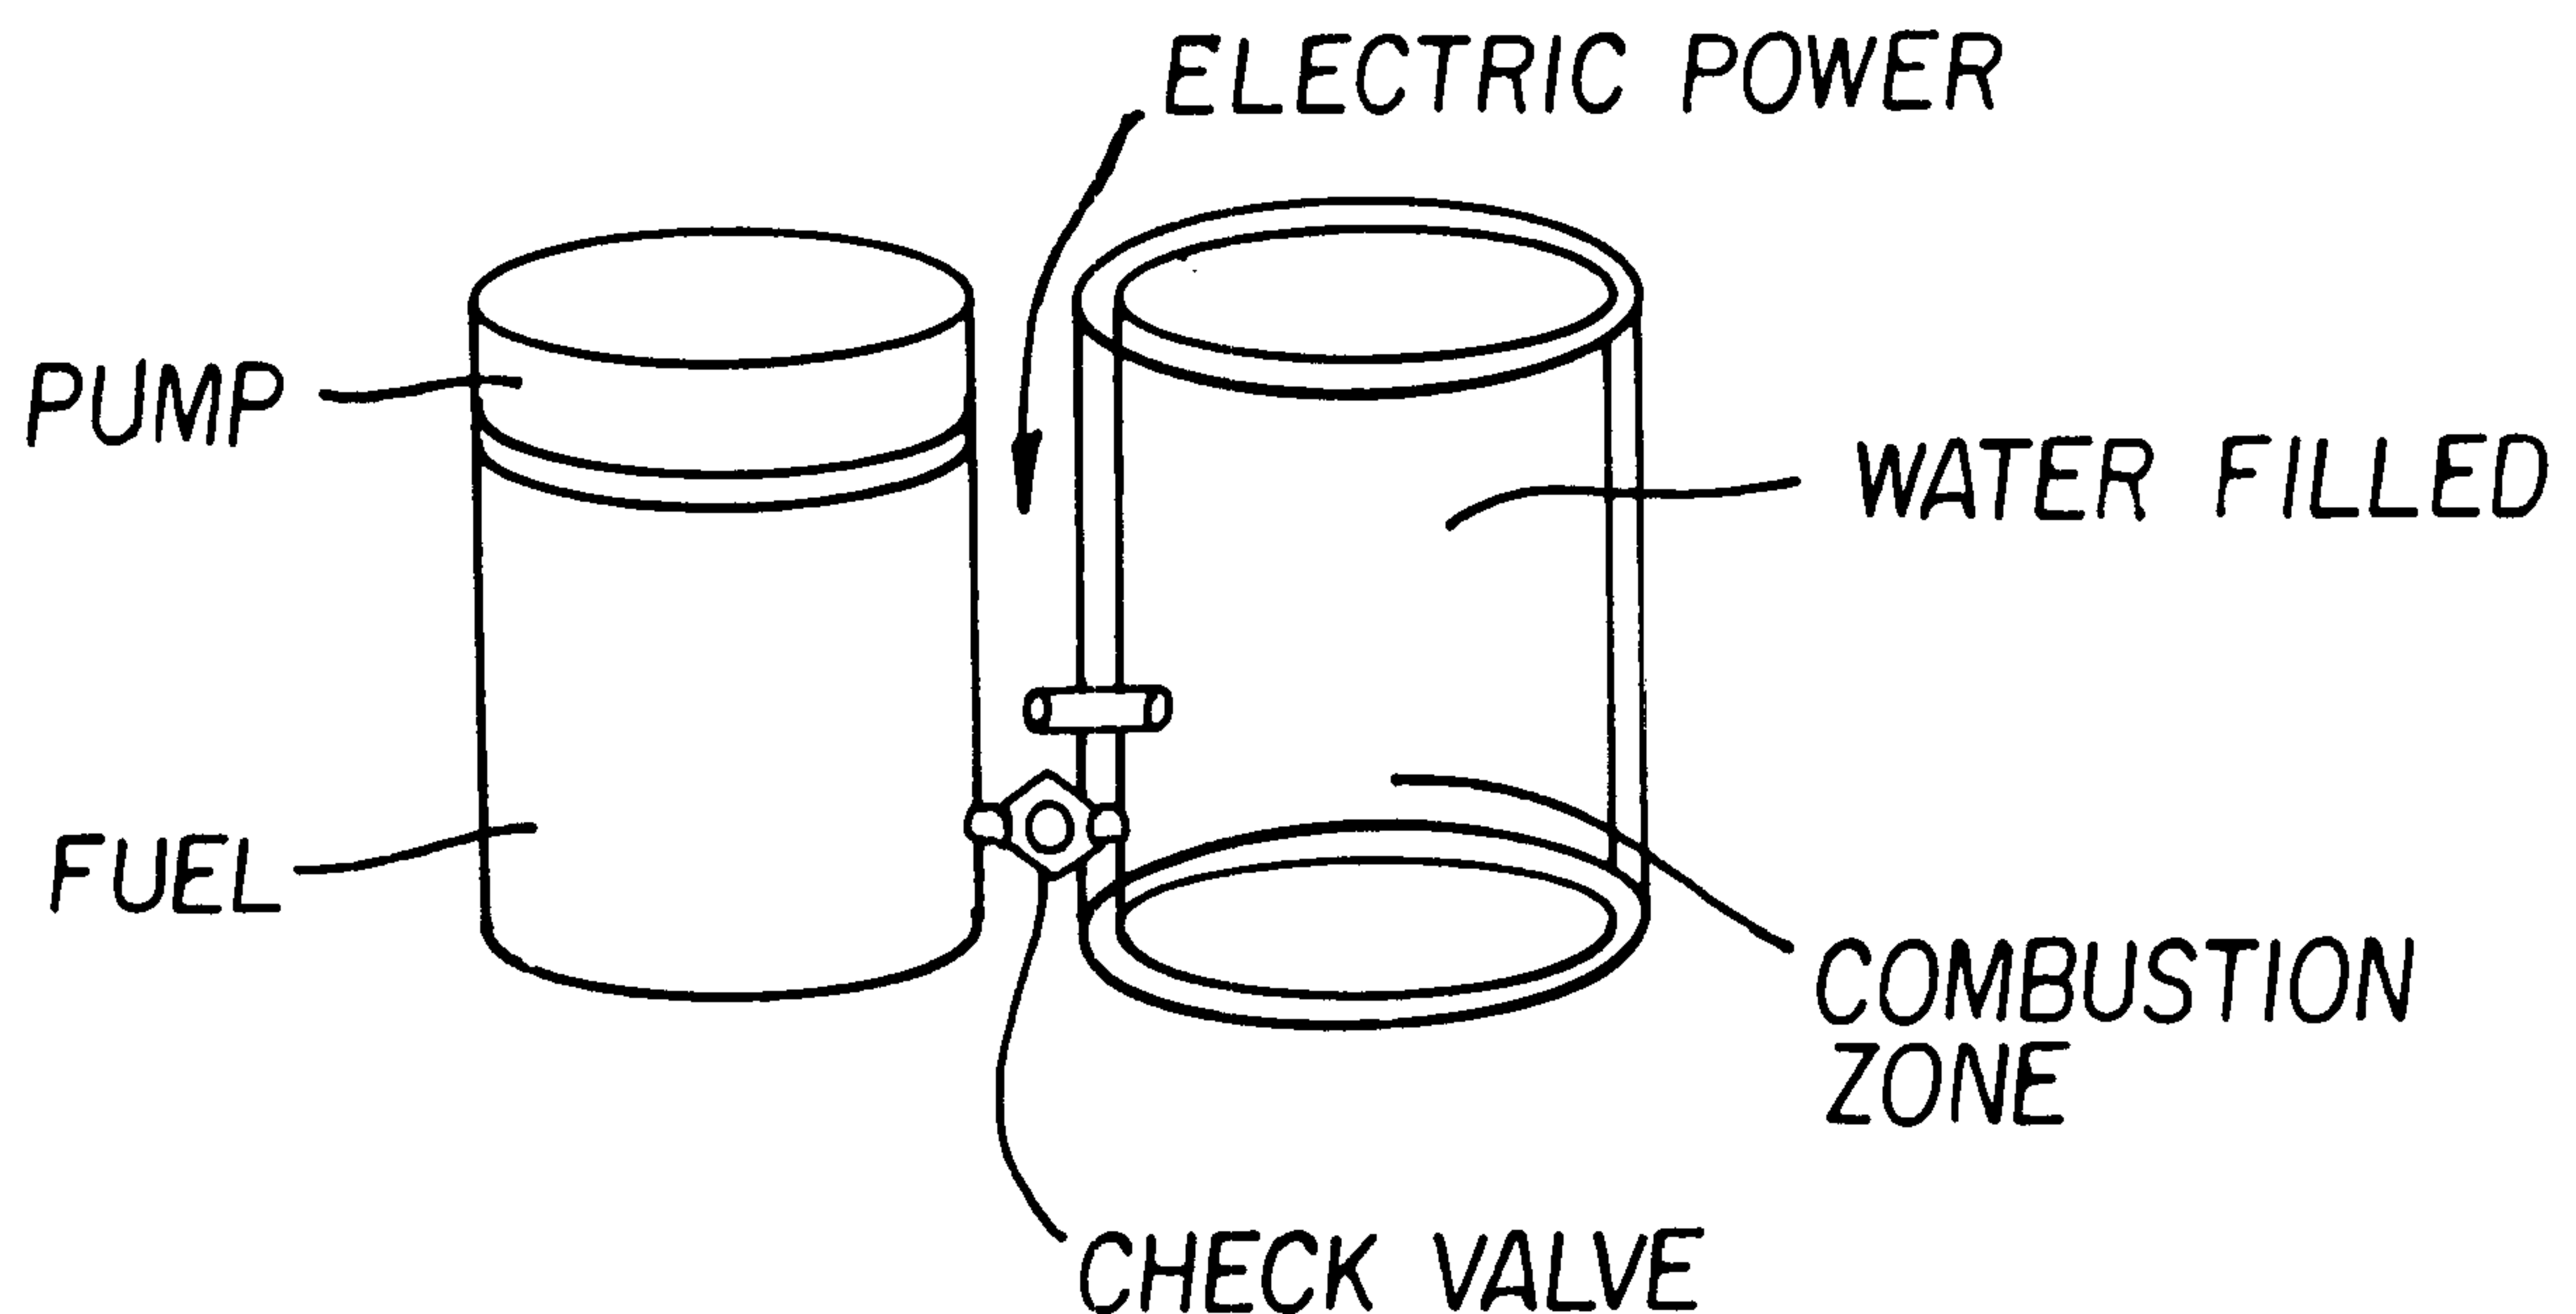 ELECTRIC POWER
PUMP
WATER FILLED
FUEL
COMBUSTION
ZONE
CHECK VALVE